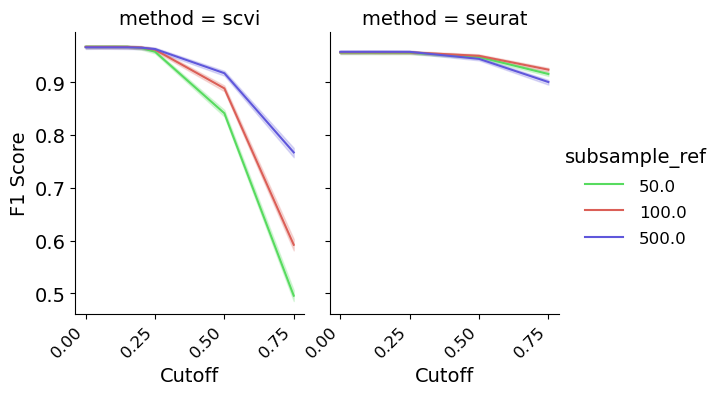 method = scvi
method = seurat
F1 Score
0.9
0.8
0.7
0.6
0.5
0.00
0.25
0.50
0.75
0.00
0.25
0.50
0.75
Cutoff
Cutoff
subsample_ref
50.0
100.0
500.0